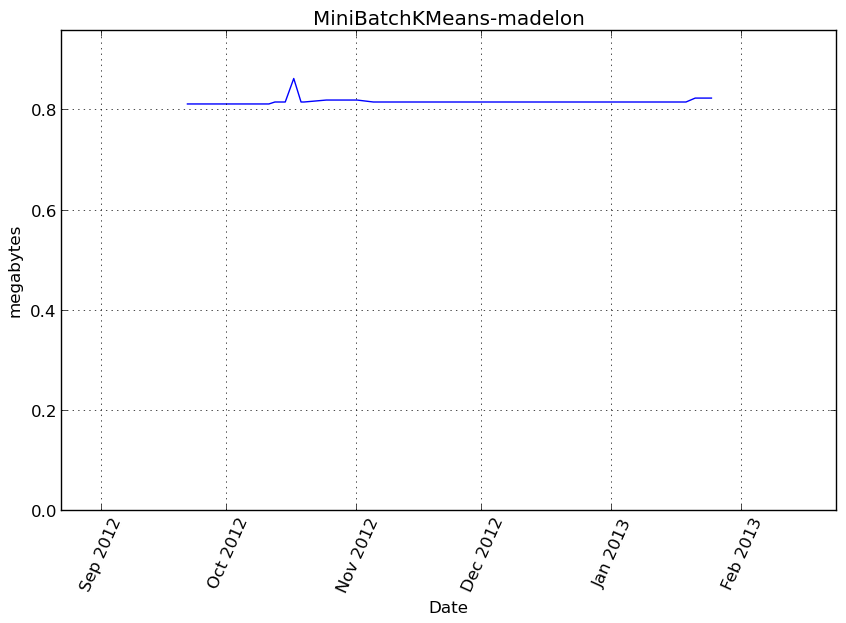 MiniBatchKMeans-madelon
megabytes
0.8
0.6
0.4
0.2
0.0
Sep 2012
Oct 2012
Nov 2012
Dec 2012
Jan 2013
Feb 2013
Date